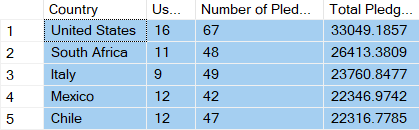 Country Us... Number of Pled... Total Pledg...
1 United States 16 67 33049.1857
2 South Africa 11 48 26413.3809
3 Italy 9 49 23760.8477
4 Mexico 12 42 22346.9742
5 Chile 12 47 22316.7785